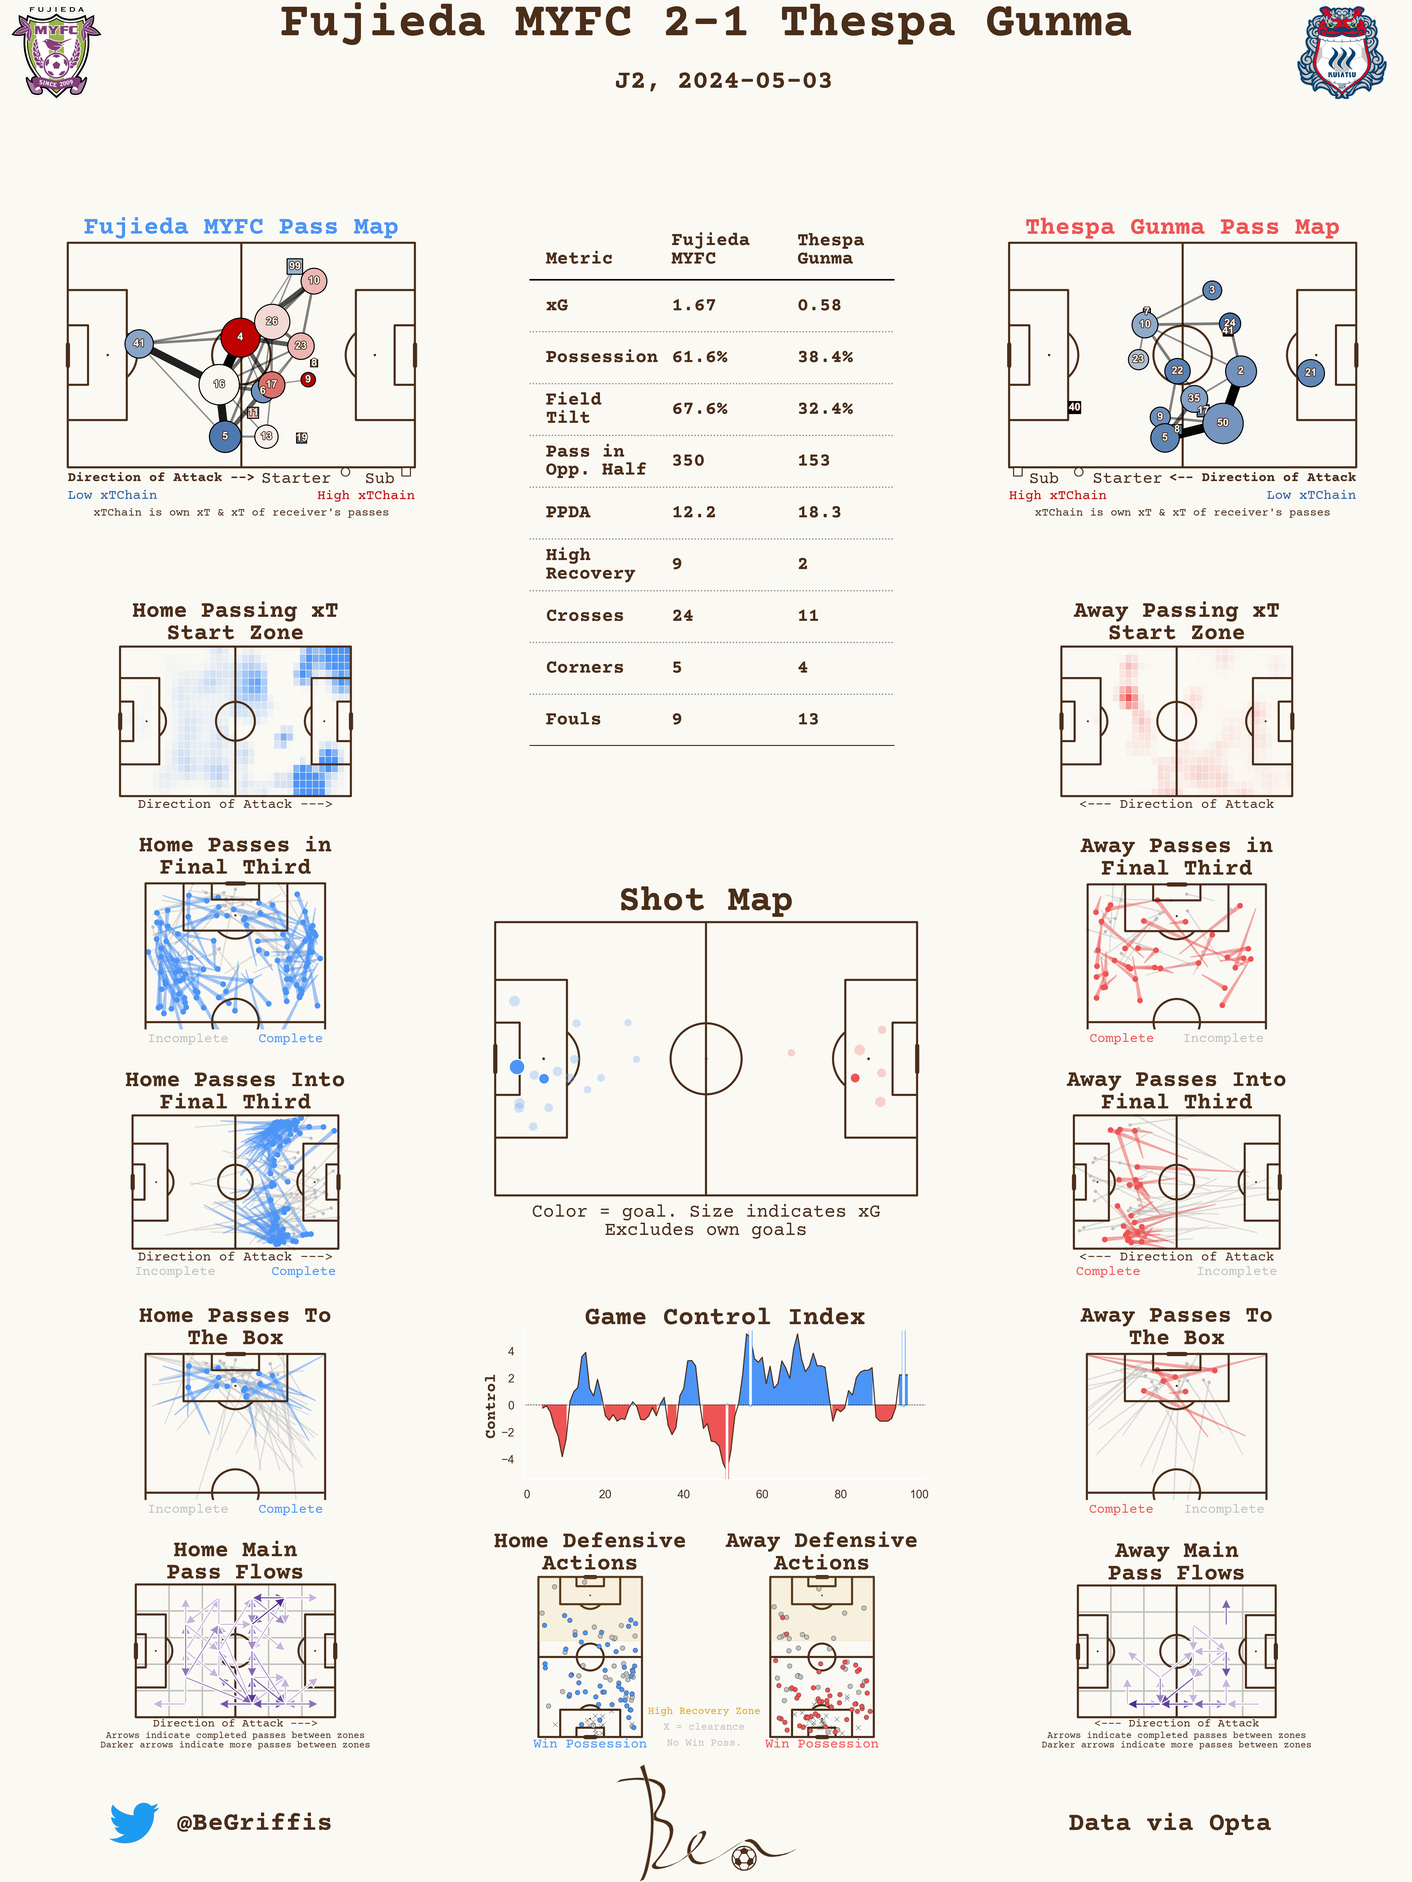 FUJIEDA
MYFC
SINCE 2009
Fujieda MYFC 2-1 Thespa Gunma
J2, 2024-05-03
KUSATSU
Fujieda MYFC Pass Map
99
10
26
4
41
23
8
16
17
9
6
11
5
13
19
Direction of Attack --> Starter Sub
Low xTChain High xTChain
xTChain is own xT & xT of receiver's passes
Metric Fujieda MYFC Thespa Gunma
xG 1.67 0.58
Possession 61.6% 38.4%
Field Tilt 67.6% 32.4%
Pass in Opp. Half 350 153
PPDA 12.2 18.3
High Recovery 9 2
Crosses 24 11
Corners 5 4
Fouls 9 13
Thespa Gunma Pass Map
3
7
10
24
41
23
22
2
21
35
40
9
17
50
8
5
Sub Starter <-- Direction of Attack
High xTChain Low xTChain
xTChain is own xT & xT of receiver's passes
Home Passing xT
Start Zone
Direction of Attack --->
Away Passing xT
Start Zone
<--- Direction of Attack
Home Passes in
Final Third
Incomplete Complete
Away Passes in
Final Third
Complete Incomplete
Shot Map
Color = goal. Size indicates xG
Excludes own goals
Home Passes Into
Final Third
Direction of Attack --->
Incomplete Complete
Away Passes Into
Final Third
<--- Direction of Attack
Complete Incomplete
Home Passes To
The Box
Incomplete Complete
Game Control Index
Control
4
2
0
−2
−4
0 20 40 60 80 100
Away Passes To
The Box
Complete Incomplete
Home Main
Pass Flows
Direction of Attack --->
Arrows indicate completed passes between zones
Darker arrows indicate more passes between zones
Home Defensive
Actions
Win Possession
High Recovery Zone
X = clearance
No Win Poss.
Away Defensive
Actions
Win Possession
Away Main
Pass Flows
<--- Direction of Attack
Arrows indicate completed passes between zones
Darker arrows indicate more passes between zones
@BeGriffis
Ben
Data via Opta